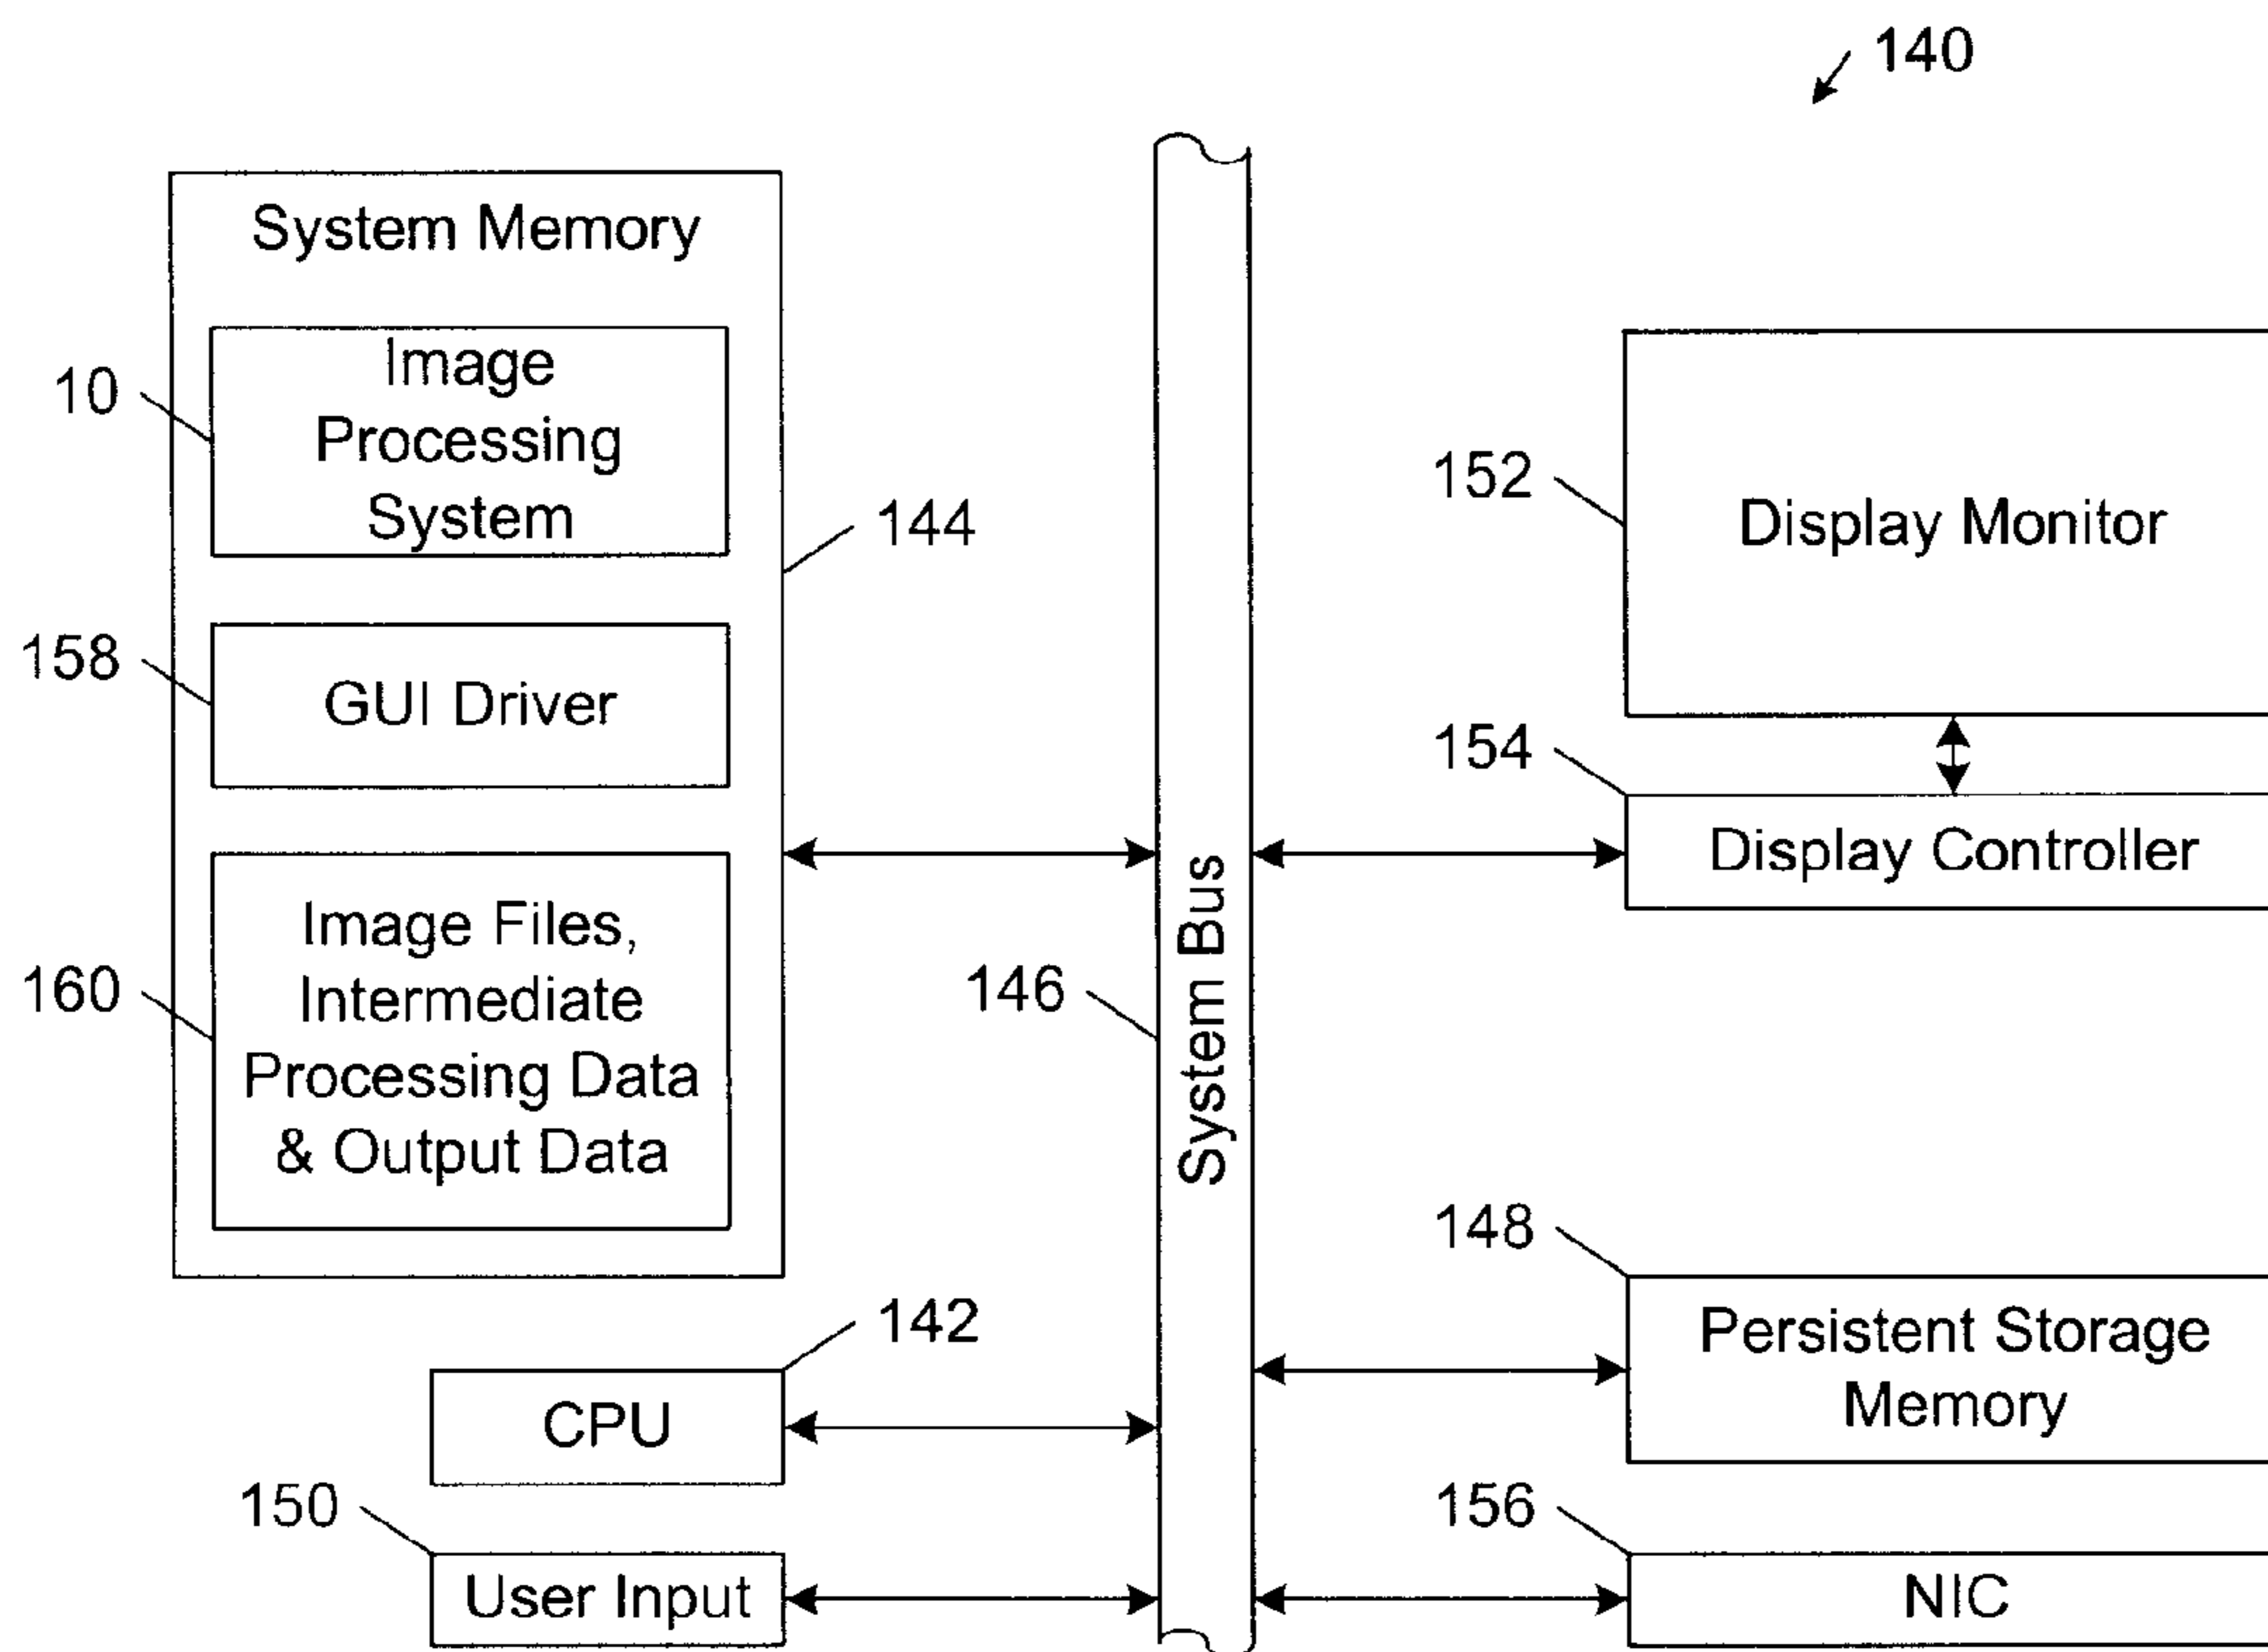 140
System Memory
10
Image
Processing
System
144
158
GUI Driver
160
Image Files,
Intermediate
Processing Data
& Output Data
142
CPU
150
User Input
146
System Bus
152
Display Monitor
154
Display Controller
148
Persistent Storage
Memory
156
NIC